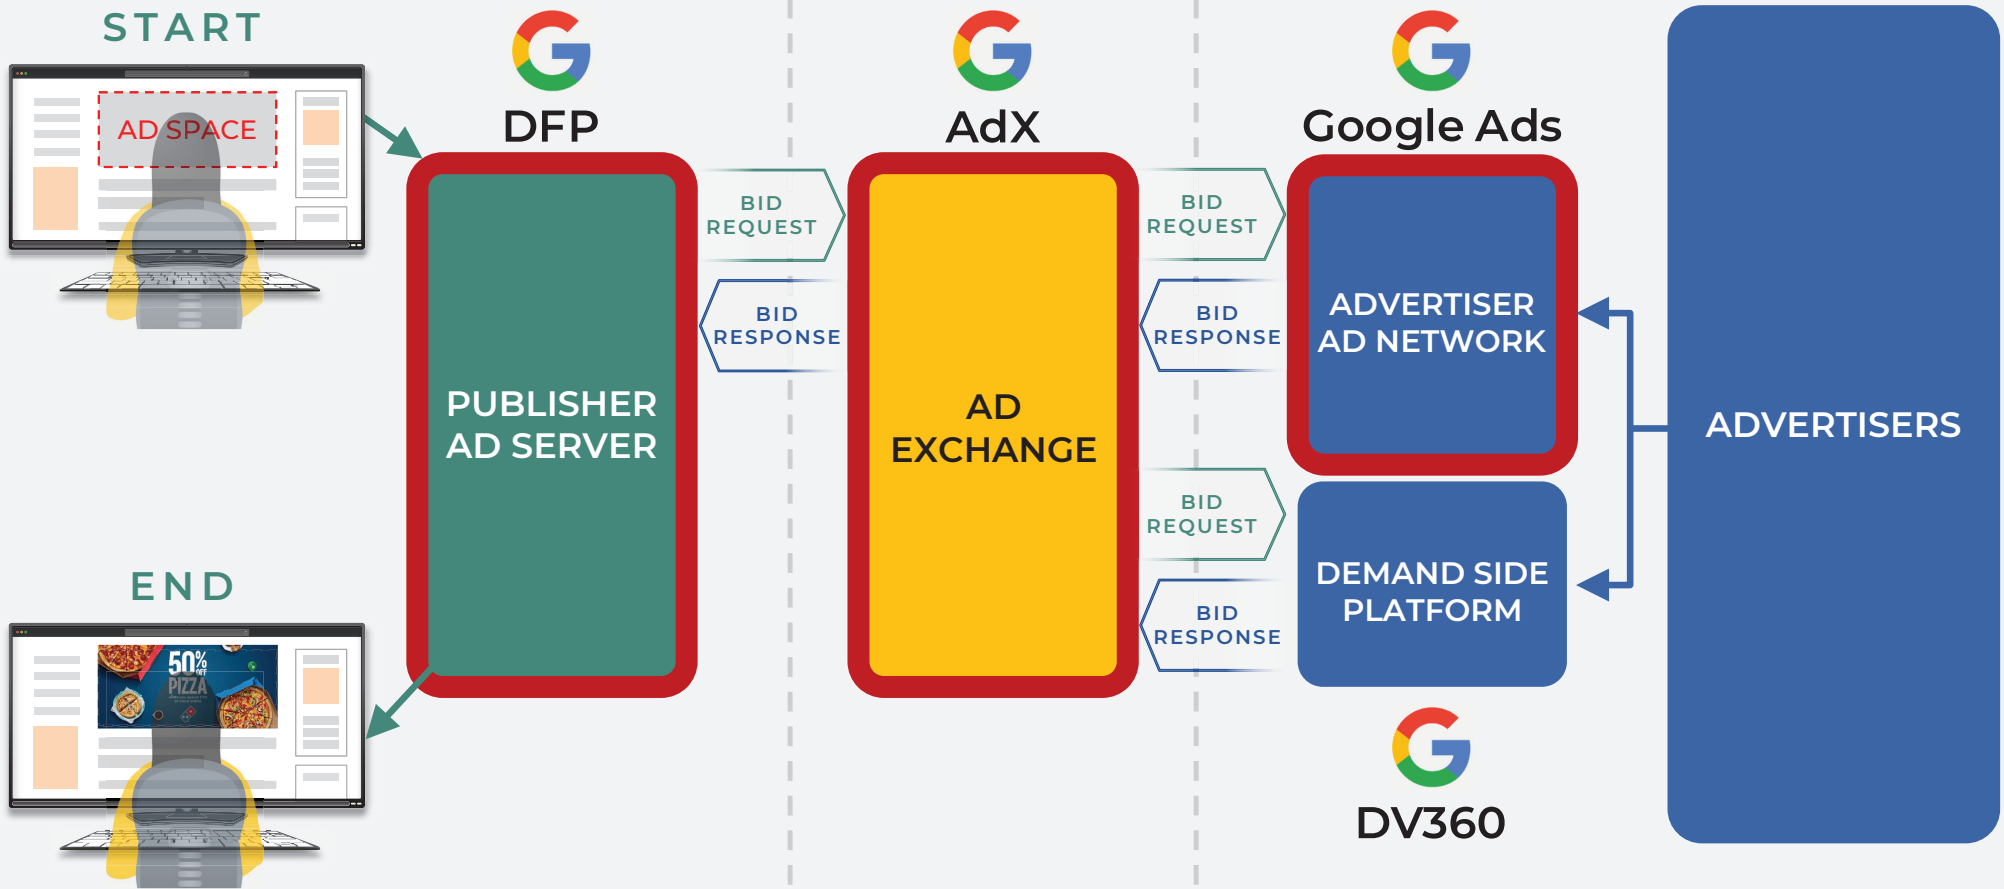 START
AD SPACE
DFP
AdX
Google Ads
BID
REQUEST
BID
RESPONSE
BID
REQUEST
BID
RESPONSE
PUBLISHER
AD SERVER
AD
EXCHANGE
ADVERTISER
AD NETWORK
ADVERTISERS
BID
REQUEST
BID
RESPONSE
DEMAND SIDE
PLATFORM
DV360
END
50%
OFF
PIZZA